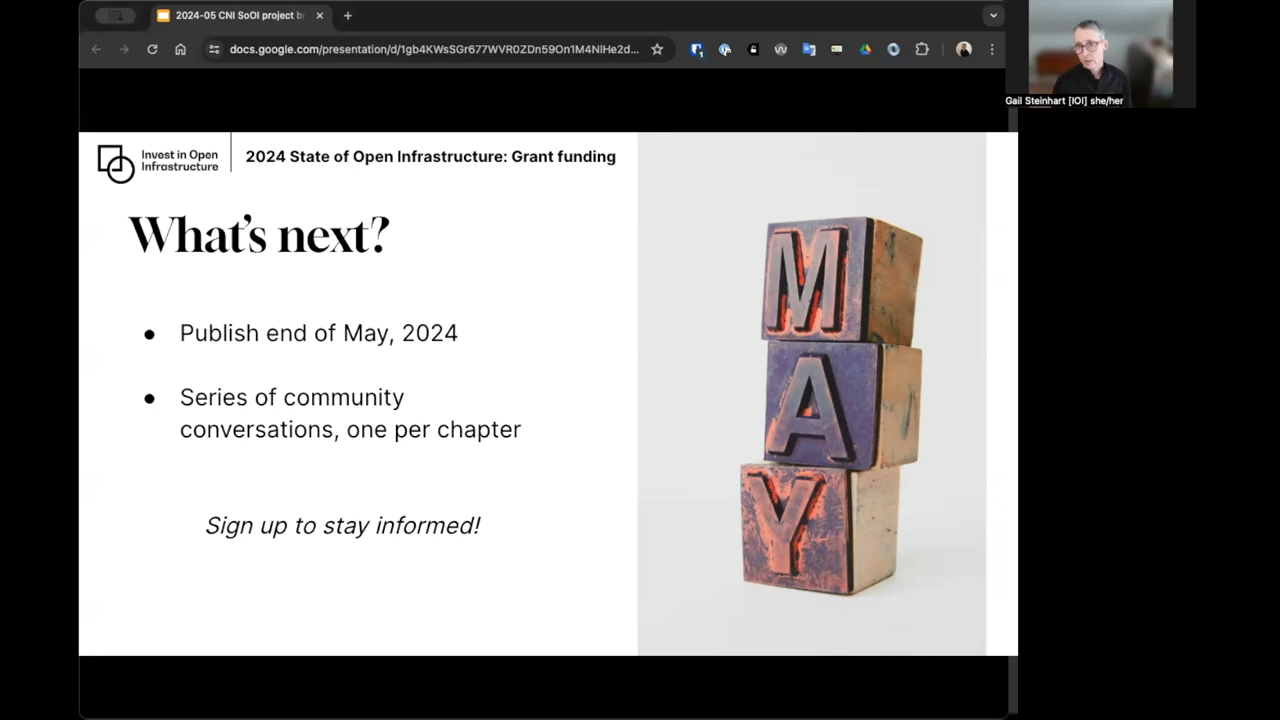 2024-05 CNI SoOI project br
docs.google.com/presentation/d/1gb4KWsSGr677WVR0ZDn59On1M4NlHe2d...
Gail Steinhart [IOI] she/her
Invest in Open
Infrastructure
2024 State of Open Infrastructure: Grant funding
What's next?
● Publish end of May, 2024
● Series of community
conversations, one per chapter
Sign up to stay informed!
M
A
Y